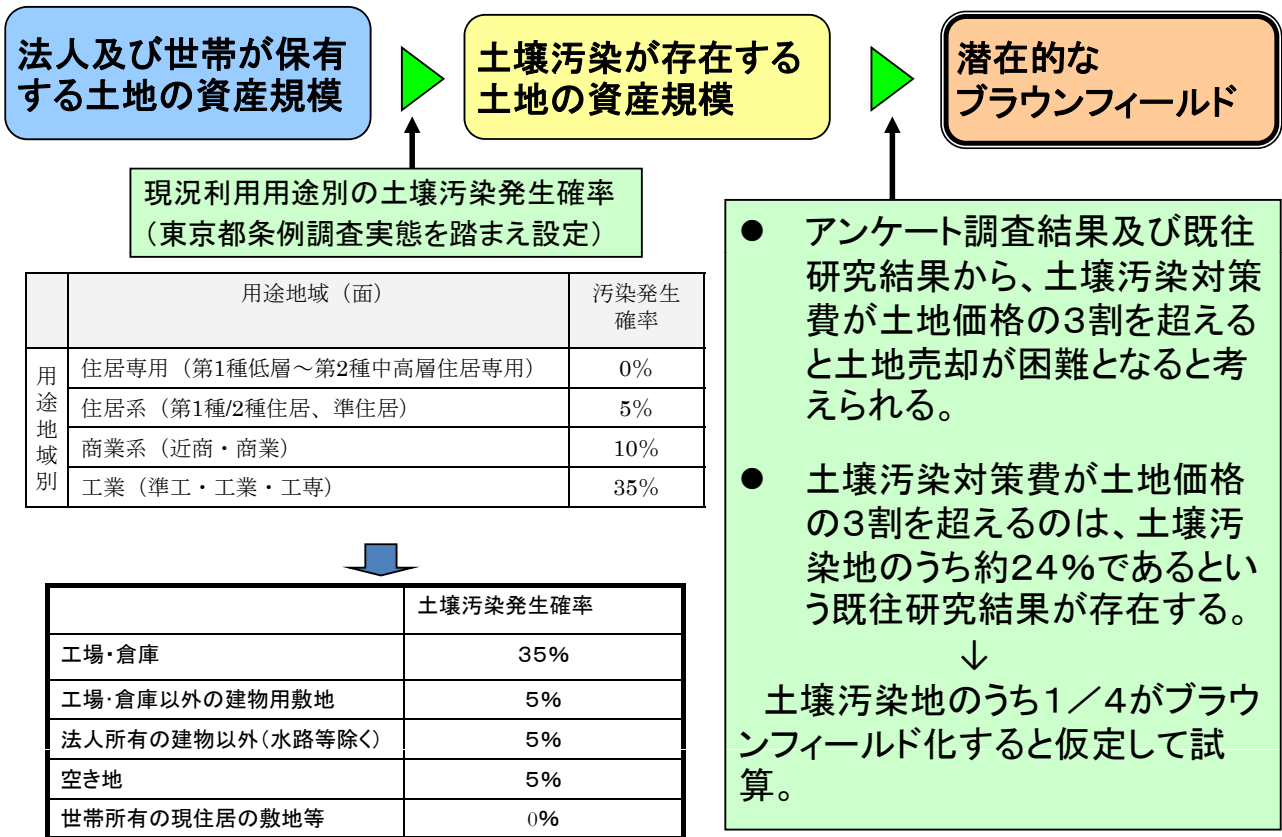 法人及び世帯が保有
する土地の資産規模
土壌汚染が存在する
土地の資産規模
潜在的な
ブラウンフィールド
現況利用用途別の土壌汚染発生確率
（東京都条例調査実態を踏まえ設定）
用途地域（面）
汚染発生
確率
用途地域別
住居専用（第1種低層～第2種中高層住居専用） 0%
住居系（第1種/2種住居、準住居） 5%
商業系（近商・商業） 10%
工業（準工・工業・工専） 35%
土壌汚染発生確率
工場・倉庫 35%
工場・倉庫以外の建物用敷地 5%
法人所有の建物以外（水路等除く） 5%
空き地 5%
世帯所有の現住居の敷地等 0%
● アンケート調査結果及び既往
研究結果から、土壌汚染対策
費が土地価格の３割を超える
と土地売却が困難となると考
えられる。
● 土壌汚染対策費が土地価格
の３割を超えるのは、土壌汚
染地のうち約２４％であるとい
う既往研究結果が存在する。
↓
土壌汚染地のうち１／４がブラウ
ンフィールド化すると仮定して試
算。